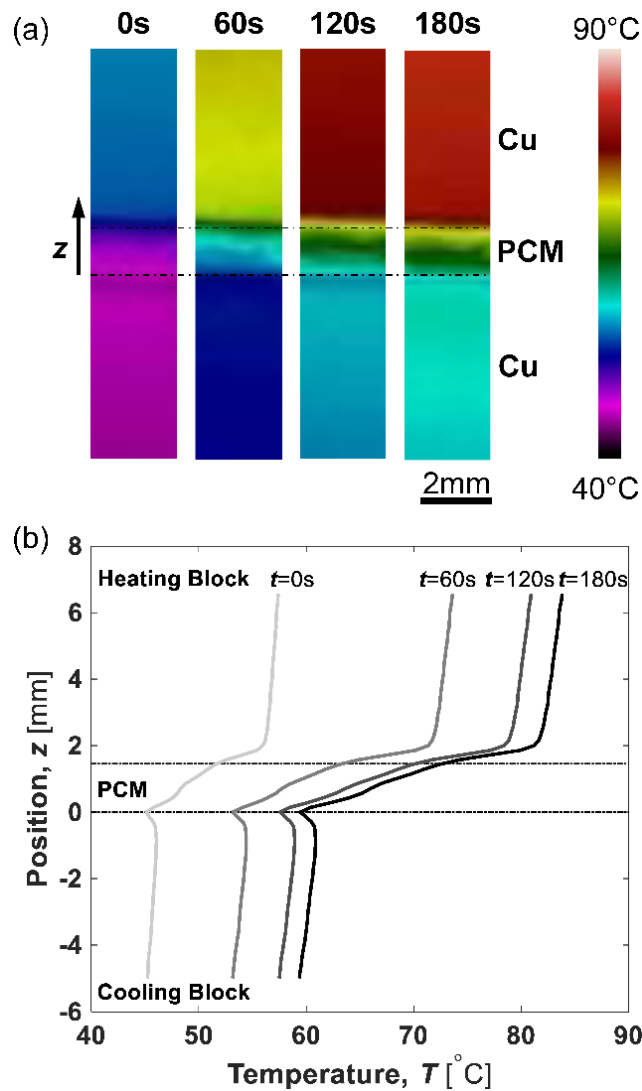 (a)
0s 60s 120s 180s
90°C
Cu
PCM
Cu
z
2mm
40°C
(b)
8
Heating Block
t=0s
t=60s
t=120s
t=180s
6
4
2
PCM
0
-2
-4
Cooling Block
-6
Position, z [mm]
40 50 60 70 80 90
Temperature, T [°C]